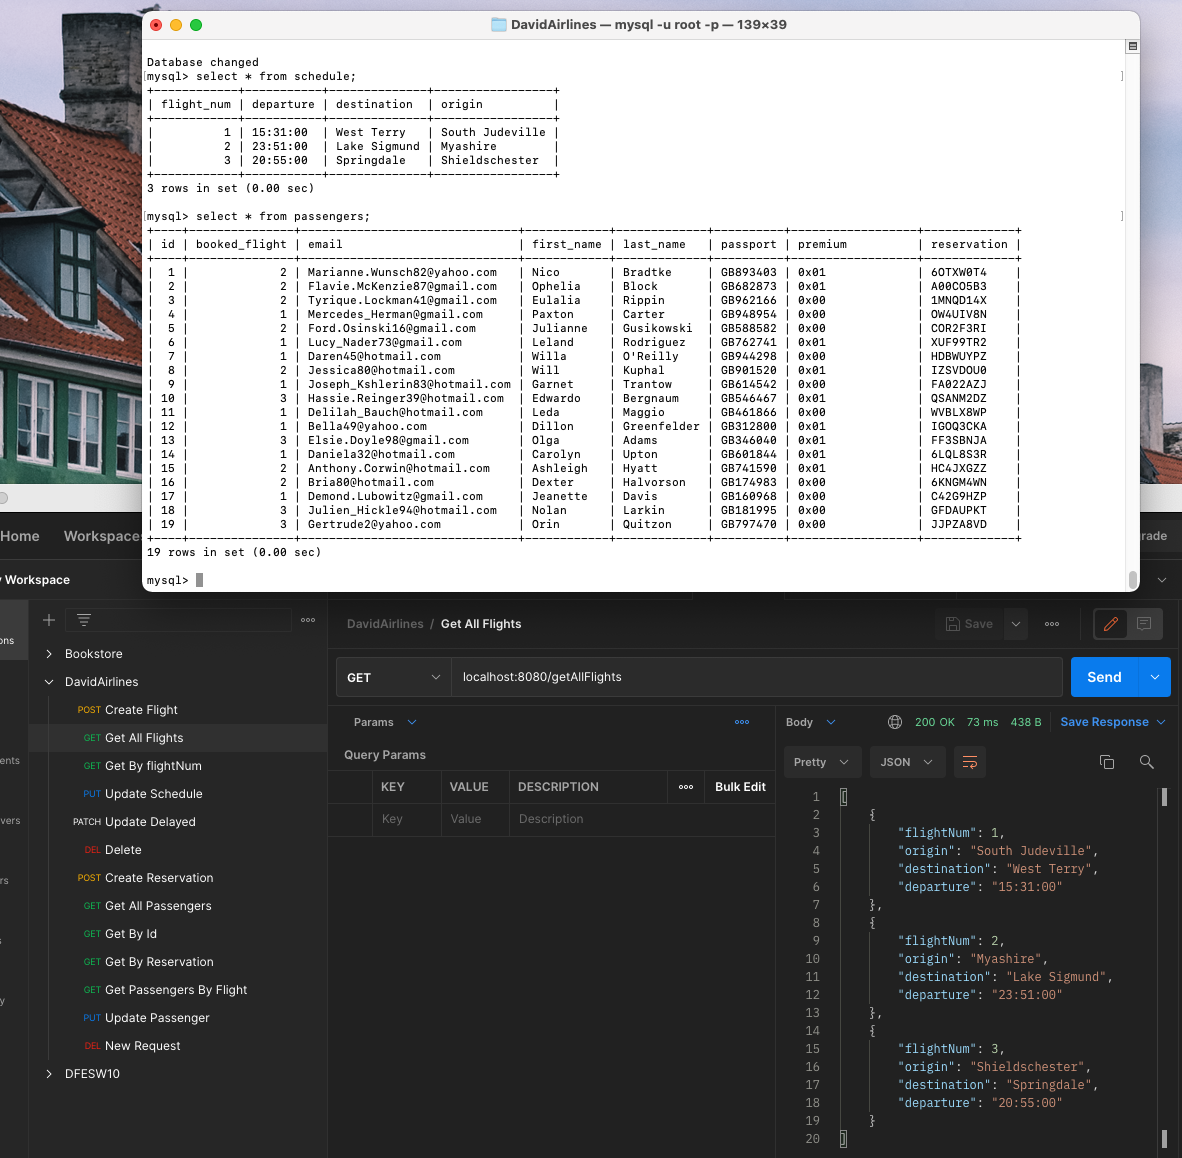 DavidAirlines — mysql -u root -p — 139×39
Database changed
[mysql> select * from schedule; ]
+------------+-----------+--------------+-----------------+
| flight_num | departure | destination  | origin          |
+------------+-----------+--------------+-----------------+
|          1 | 15:31:00  | West Terry   | South Judeville |
|          2 | 23:51:00  | Lake Sigmund | Myashire        |
|          3 | 20:55:00  | Springdale   | Shieldschester  |
+------------+-----------+--------------+-----------------+
3 rows in set (0.00 sec)
[mysql> select * from passengers; ]
+----+---------------+-------------------------------+------------+-------------+----------+------------------+-------------+
| id | booked_flight | email                         | first_name | last_name   | passport | premium          | reservation |
+----+---------------+-------------------------------+------------+-------------+----------+------------------+-------------+
|  1 |             2 | Marianne.Wunsch82@yahoo.com   | Nico       | Bradtke     | GB893403 | 0x01             | 6OTXW0T4    |
|  2 |             2 | Flavie.McKenzie87@gmail.com   | Ophelia    | Block       | GB682873 | 0x01             | A00CO5B3    |
|  3 |             2 | Tyrique.Lockman41@gmail.com   | Eulalia    | Rippin      | GB962166 | 0x00             | 1MNQD14X    |
|  4 |             1 | Mercedes_Herman@gmail.com     | Paxton     | Carter      | GB948954 | 0x00             | OW4UIV8N    |
|  5 |             2 | Ford.Osinski16@gmail.com      | Julianne   | Gusikowski  | GB588582 | 0x00             | COR2F3RI    |
|  6 |             1 | Lucy_Nader73@gmail.com        | Leland     | Rodriguez   | GB762741 | 0x01             | XUF99TR2    |
|  7 |             1 | Daren45@hotmail.com           | Willa      | O'Reilly    | GB944298 | 0x00             | HDBWUYPZ    |
|  8 |             2 | Jessica80@hotmail.com         | Will       | Kuphal      | GB901520 | 0x01             | IZSVDOU0    |
|  9 |             1 | Joseph_Kshlerin83@hotmail.com | Garnet     | Trantow     | GB614542 | 0x00             | FA022AZJ    |
| 10 |             3 | Hassie.Reinger39@hotmail.com  | Edwardo    | Bergnaum    | GB546467 | 0x01             | QSANM2DZ    |
| 11 |             1 | Delilah_Bauch@hotmail.com     | Leda       | Maggio      | GB461866 | 0x00             | WVBLX8WP    |
| 12 |             1 | Bella49@yahoo.com             | Dillon     | Greenfelder | GB312800 | 0x01             | IGOQ3CKA    |
| 13 |             3 | Elsie.Doyle98@gmail.com       | Olga       | Adams       | GB346040 | 0x01             | FF3SBNJA    |
| 14 |             1 | Daniela32@hotmail.com         | Carolyn    | Upton       | GB601844 | 0x01             | 6LQL8S3R    |
| 15 |             2 | Anthony.Corwin@hotmail.com    | Ashleigh   | Hyatt       | GB741590 | 0x01             | HC4JXGZZ    |
| 16 |             2 | Bria80@hotmail.com            | Dexter     | Halvorson   | GB174983 | 0x00             | 6KNGM4WN    |
| 17 |             1 | Demond.Lubowitz@gmail.com     | Jeanette   | Davis       | GB160968 | 0x00             | C42G9HZP    |
| 18 |             3 | Julien_Hickle94@hotmail.com   | Nolan      | Larkin      | GB181995 | 0x00             | GFDAUPKT    |
| 19 |             3 | Gertrude2@yahoo.com           | Orin       | Quitzon     | GB797470 | 0x00             | JJPZA8VD    |
+----+---------------+-------------------------------+------------+-------------+----------+------------------+-------------+
19 rows in set (0.00 sec)
mysql>
Home Workspaces rade
y Workspace
ons
ents
vers
rs
s
y
Bookstore
DavidAirlines
POST Create Flight
GET Get All Flights
GET Get By flightNum
PUT Update Schedule
PATCH Update Delayed
DEL Delete
POST Create Reservation
GET Get All Passengers
GET Get By Id
GET Get By Reservation
GET Get Passengers By Flight
PUT Update Passenger
DEL New Request
DFESW10
DavidAirlines / Get All Flights
Save
GET localhost:8080/getAllFlights Send
Params
Query Params
KEY VALUE DESCRIPTION Bulk Edit
Key Value Description
Body 200 OK 73 ms 438 B Save Response
Pretty JSON
1 [
2 {
3 "flightNum": 1,
4 "origin": "South Judeville",
5 "destination": "West Terry",
6 "departure": "15:31:00"
7 },
8 {
9 "flightNum": 2,
10 "origin": "Myashire",
11 "destination": "Lake Sigmund",
12 "departure": "23:51:00"
13 },
14 {
15 "flightNum": 3,
16 "origin": "Shieldschester",
17 "destination": "Springdale",
18 "departure": "20:55:00"
19 }
20 ]